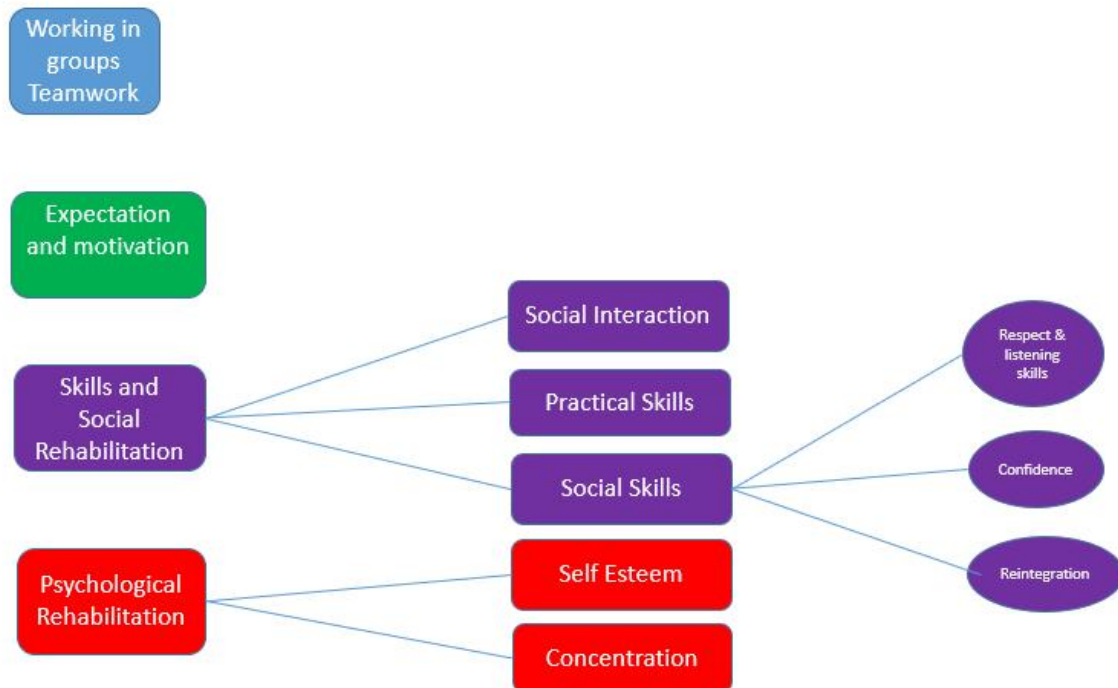 Working in
groups
Teamwork
Expectation
and motivation
Social Interaction
Respect &
listening
skills
Skills and
Social
Rehabilitation
Practical Skills
Social Skills
Confidence
Psychological
Rehabilitation
Self Esteem
Reintegration
Concentration